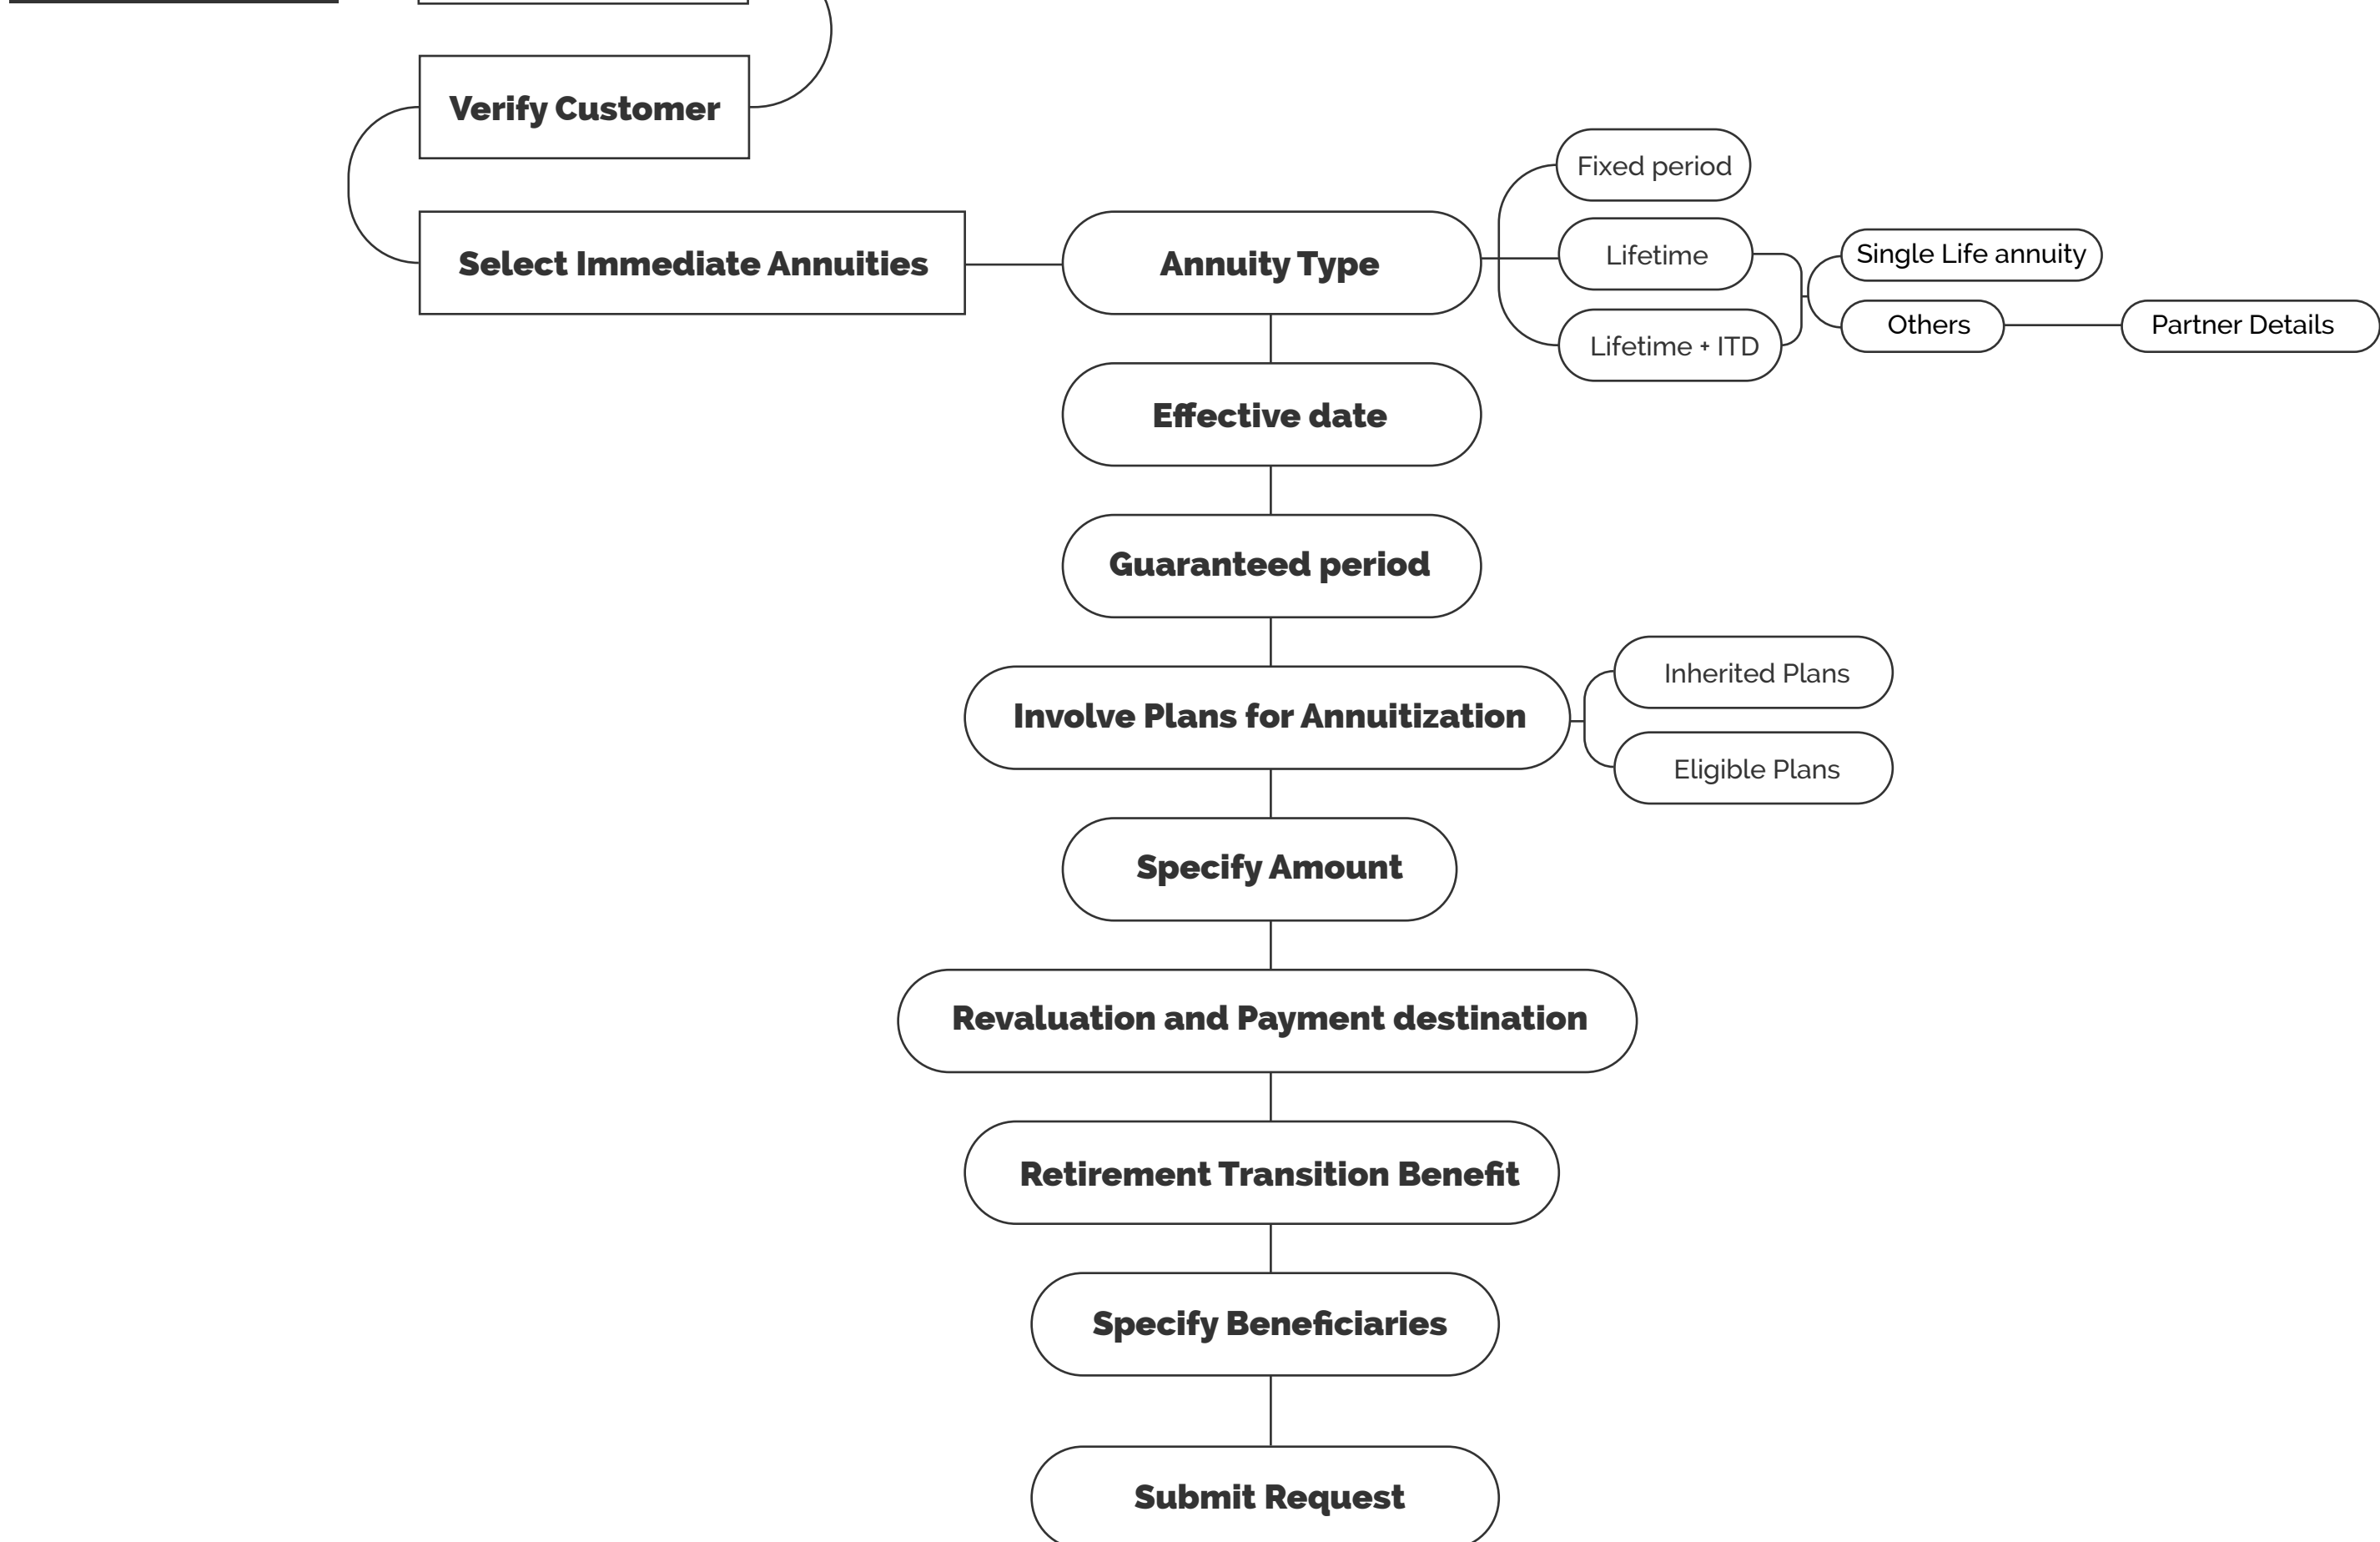 Verify Customer
Select Immediate Annuities
Annuity Type
Fixed period
Lifetime
Lifetime + ITD
Single Life annuity
Others
Partner Details
Effective date
Guaranteed period
Involve Plans for Annuitization
Inherited Plans
Eligible Plans
Specify Amount
Revaluation and Payment destination
Retirement Transition Benefit
Specify Beneficiaries
Submit Request